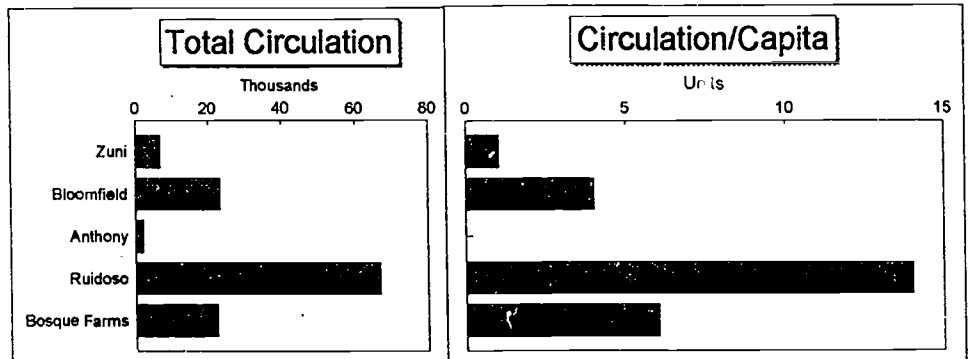 Total Circulation
Thousands
0 20 40 60 80
Zuni
Bloomfield
Anthony
Ruidoso
Bosque Farms
Circulation/Capita
0 5 10 15